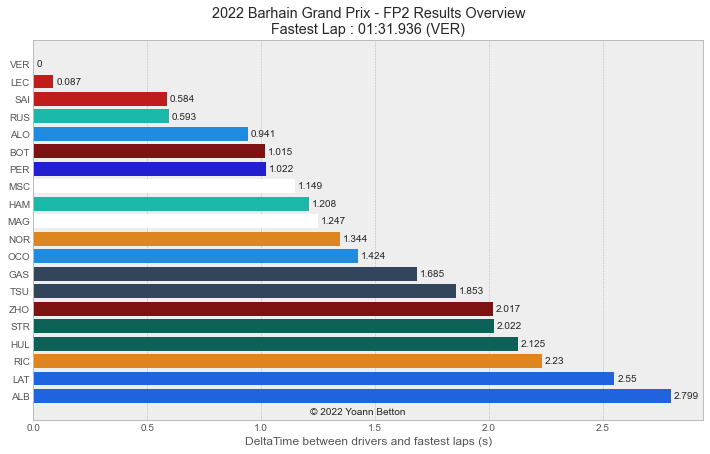 2022 Barhain Grand Prix - FP2 Results Overview
Fastest Lap : 01:31.936 (VER)
VER 0
LEC 0.087
SAI 0.584
RUS 0.593
ALO 0.941
BOT 1.015
PER 1.022
MSC 1.149
HAM 1.208
MAG 1.247
NOR 1.344
OCO 1.424
GAS 1.685
TSU 1.853
ZHO 2.017
STR 2.022
HUL 2.125
RIC 2.23
LAT 2.55
ALB 2.799
© 2022 Yoann Betton
0.0 0.5 1.0 1.5 2.0 2.5
DeltaTime between drivers and fastest laps (s)